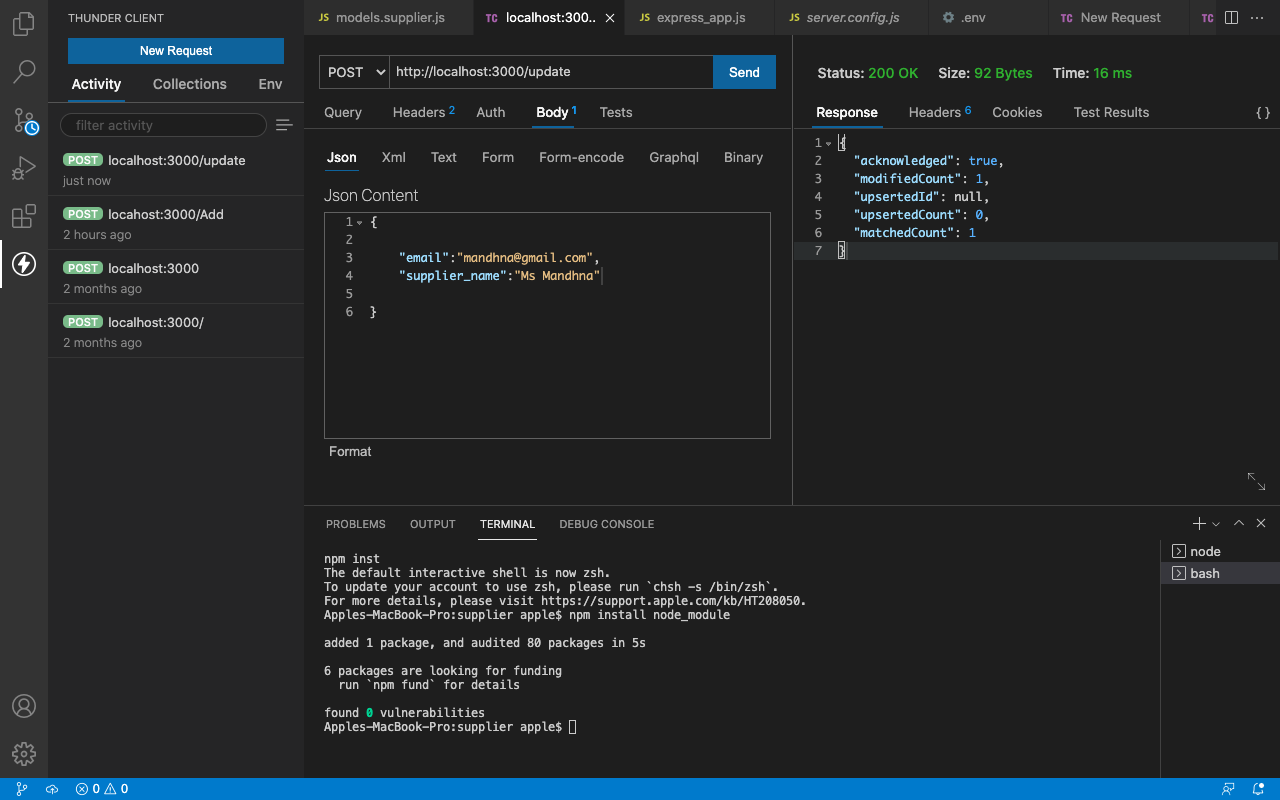 THUNDER CLIENT
New Request
Activity Collections Env
filter activity
POST localhost:3000/update
just now
POST locahost:3000/Add
2 hours ago
POST localhost:3000
2 months ago
POST localhost:3000/
2 months ago
JS models.supplier.js
TC localhost:300..
JS express_app.js
JS server.config.js
.env
TC New Request
TC
POST http://localhost:3000/update Send
Query Headers 2 Auth Body 1 Tests
Json Xml Text Form Form-encode Graphql Binary
Json Content
1 {
2
3 "email":"mandhna@gmail.com",
4 "supplier_name":"Ms Mandhna"
5
6 }
Format
Status: 200 OK Size: 92 Bytes Time: 16 ms
Response Headers 6 Cookies Test Results { }
1 {
2 "acknowledged": true,
3 "modifiedCount": 1,
4 "upsertedId": null,
5 "upsertedCount": 0,
6 "matchedCount": 1
7 }
PROBLEMS OUTPUT TERMINAL DEBUG CONSOLE
npm inst
The default interactive shell is now zsh.
To update your account to use zsh, please run `chsh -s /bin/zsh`.
For more details, please visit https://support.apple.com/kb/HT208050.
Apples-MacBook-Pro:supplier apple$ npm install node_module
added 1 package, and audited 80 packages in 5s
6 packages are looking for funding
run `npm fund` for details
found 0 vulnerabilities
Apples-MacBook-Pro:supplier apple$
node
bash
0 0